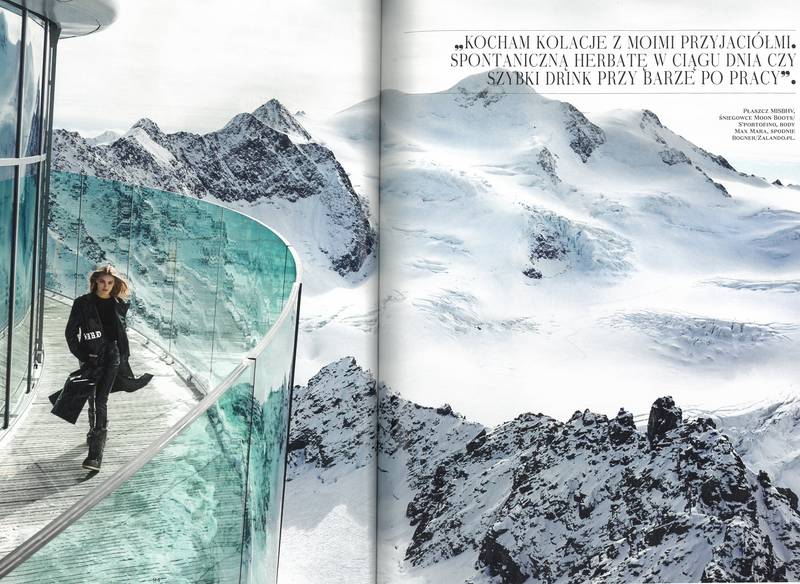 „KOCHAM KOLACJE Z MOIMI PRZYJACIÓŁMI.
SPONTANICZNĄ HERBATĘ W CIĄGU DNIA CZY
SZYBKI DRINK PRZY BARZE PO PRACY”.
PŁASZCZ MISBHV,
ŚNIEGOWCE MOON BOOTS/
S'PORTOFINO, BODY
MAX MARA, SPODNIE
BOGNER/ZALANDO.PL.